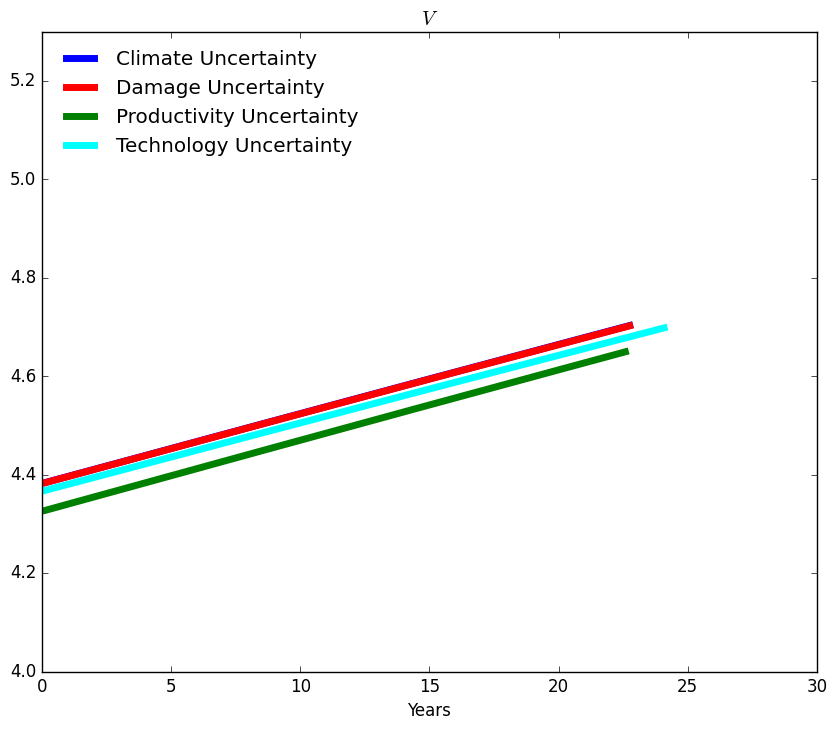 V
Climate Uncertainty
Damage Uncertainty
Productivity Uncertainty
Technology Uncertainty
5.2
5.0
4.8
4.6
4.4
4.2
4.0
0 5 10 15 20 25 30
Years